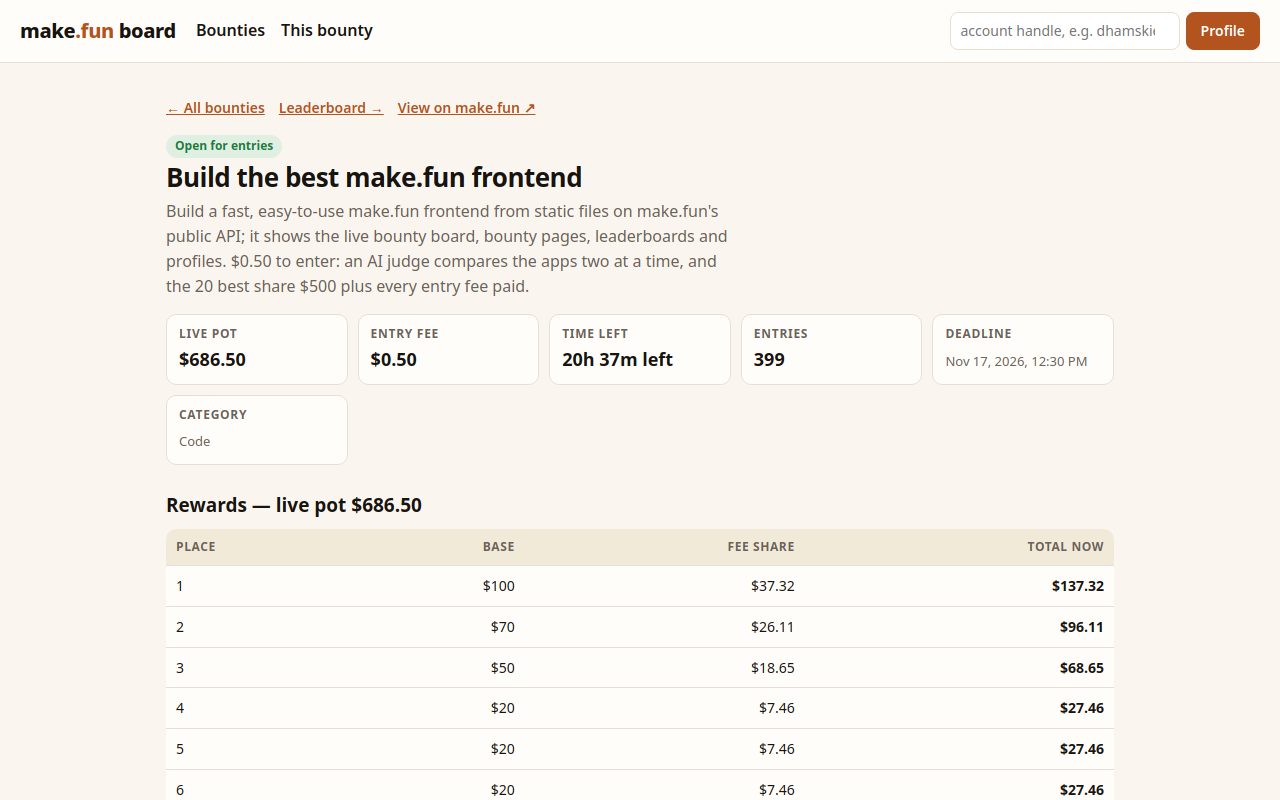 make.fun board Bounties This bounty account handle, e.g. dhamski Profile
← All bounties Leaderboard → View on make.fun ↗
Open for entries
Build the best make.fun frontend
Build a fast, easy-to-use make.fun frontend from static files on make.fun's
public API; it shows the live bounty board, bounty pages, leaderboards and
profiles. $0.50 to enter: an AI judge compares the apps two at a time, and
the 20 best share $500 plus every entry fee paid.
LIVE POT ENTRY FEE TIME LEFT ENTRIES DEADLINE
$686.50 $0.50 20h 37m left 399 Nov 17, 2026, 12:30 PM
CATEGORY
Code
Rewards — live pot $686.50
PLACE BASE FEE SHARE TOTAL NOW
1 $100 $37.32 $137.32
2 $70 $26.11 $96.11
3 $50 $18.65 $68.65
4 $20 $7.46 $27.46
5 $20 $7.46 $27.46
6 $20 $7.46 $27.46